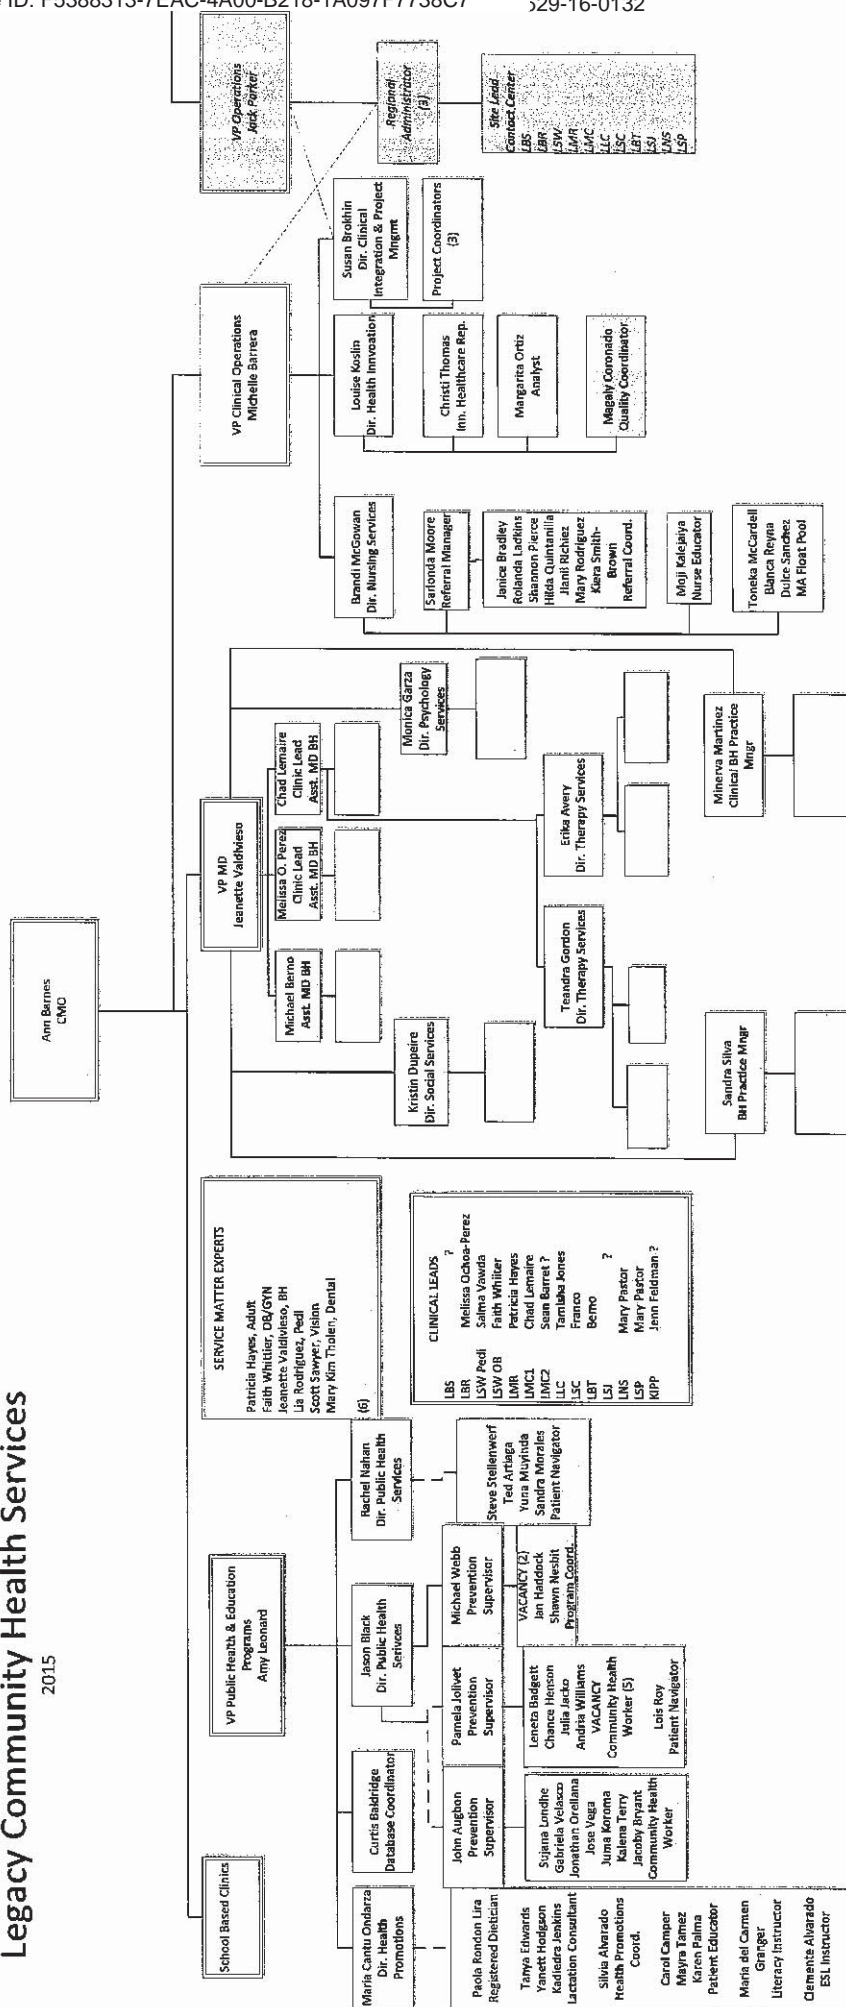 ID: F5388313-7EAC-4A00-B218-1A097F7738C7
529-16-0132
Legacy Community Health Services
2015
Ann Barnes
CMO
School Based Clinics
VP Public Health & Education
Programs
Amy Leonard
Maria Cantu Ondarza
Dir. Health
Promotions
Curtis Baldridge
Database Coordinator
Jason Black
Dir. Public Health
Serivces
Rachel Nahan
Dir. Public Health
Services
John Augbon
Prevention
Supervisor
Pamela Jolivet
Prevention
Supervisor
Michael Webb
Prevention
Supervisor
Steve Stellenwerf
Ted Artiaga
Yuna Muyinda
Sandra Morales
Patient Navigator
Paola Rondon Lira
Registered Dietician
Tanya Edwards
Yanett Hodgson
Kadiedra Jenkins
Lactation Consultant
Silvia Alvarado
Health Promotions
Coord.
Carol Camper
Mayra Tamez
Karen Palma
Patient Educator
Maria del Carmen
Granger
Literacy Instructor
Clemente Alvarado
ESL Instructor
Sujana Londhe
Gabriela Velasco
Jonathan Orellana
Jose Vega
Juma Koroma
Kalena Terry
Jacoby Bryant
Community Health
Worker
Leneta Badgett
Chance Henson
Julia Jacko
Andria Williams
VACANCY
Community Health
Worker (5)
Lois Roy
Patient Navigator
VACANCY (2)
Jan Haddock
Shawn Nesbit
Program Coord.
SERVICE MATTER EXPERTS
Patricia Hayes, Adult
Faith Whittier, OB/GYN
Jeanette Valdivieso, BH
Lia Rodriguez, Pedi
Scott Sawyer, Vision
Mary Kim Tholen, Dental
(6)
CLINICAL LEADS
LBS ?
LBR Melissa Ochoa-Perez
LSW Pedi Salma Vawda
LSW OB Faith Whiiter
LMR Patricia Hayes
LMC1 Chad Lemaire
LMC2 Sean Barret ?
LLC Tamisha Jones
LSC Franco
LBT Berno
LSJ ?
LNS Mary Pastor
LSP Mary Pastor
KIPP Jenn Feldman ?
VP MD
Jeanette Valdivieso
Michael Berno
Asst. MD BH
Melissa O. Perez
Clinic Lead
Asst. MD BH
Chad Lemaire
Clinic Lead
Asst. MD BH
Kristin Dupeire
Dir. Social Services
Monica Garza
Dir. Psychology
Services
Teandra Gordon
Dir. Therapy Services
Erika Avery
Dir. Therapy Services
Sandra Silva
BH Practice Mngr
Minerva Martinez
Clinical BH Practice
Mngr
VP Clinical Operations
Michelle Barrera
Brandi McGowan
Dir. Nursing Services
Sarlonda Moore
Referral Manager
Janice Bradley
Rolanda Ladkins
Shannon Pierce
Hilda Quintanilla
Jianil Richiez
Mary Rodriguez
Kiera Smith-
Brown
Referral Coord.
Moji Kalejaiya
Nurse Educator
Toneka McCardell
Blanca Reyna
Dulce Sanchez
MA Float Pool
Louise Koslin
Dir. Health Innvoation
Christi Thomas
Inn. Healthcare Rep.
Margarita Ortiz
Analyst
Magaly Coronado
Quality Coordinator
Susan Brokhin
Dir. Clinical
Integration & Project
Mngmt
Project Coordinators
(3)
VP Operations
Jack Parker
Regional
Administrator
(3)
Site Lead
Contact Center
LBS
LBR
LSW
LMR
LMC
LLC
LSC
LBT
LSJ
LNS
LSP